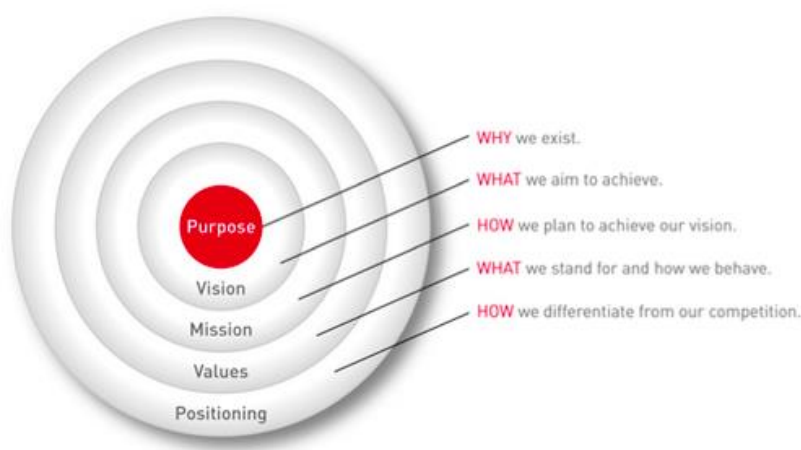 WHY we exist.
WHAT we aim to achieve.
Purpose
HOW we plan to achieve our vision.
WHAT we stand for and how we behave.
Vision
HOW we differentiate from our competition.
Mission
Values
Positioning